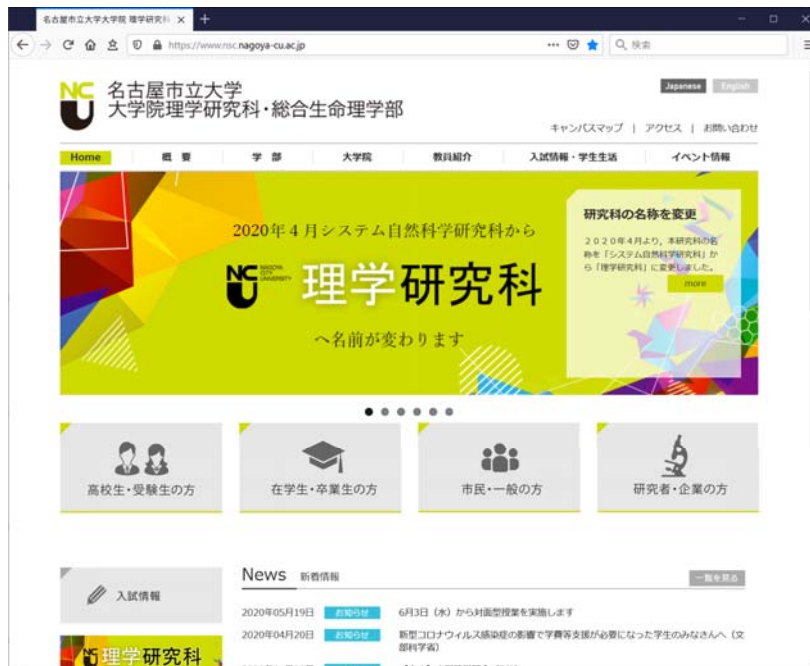 名古屋市立大学大学院 理学研究科
https://www.nsc.nagoya-cu.ac.jp
検索
NCU
名古屋市立大学
大学院理学研究科・総合生命理学部
Japanese English
キャンパスマップ | アクセス | お問い合わせ
Home 概 要 学 部 大学院 教員紹介 入試情報・学生生活 イベント情報
2020年4月システム自然科学研究科から
NCU NAGOYA CITY UNIVERSITY 理学研究科
へ名前が変わります
研究科の名称を変更
2020年4月より、本研究科の名
称を「システム自然科学研究科」か
ら「理学研究科」に変更しました。
more
高校生・受験生の方 在学生・卒業生の方 市民・一般の方 研究者・企業の方
入試情報
News 新着情報 一覧を見る
2020年05月19日 お知らせ 6月3日（水）から対面型授業を実施します
2020年04月20日 お知らせ 新型コロナウィルス感染症の影響で学費等支援が必要になった学生のみなさんへ（文
部科学省）
理学研究科